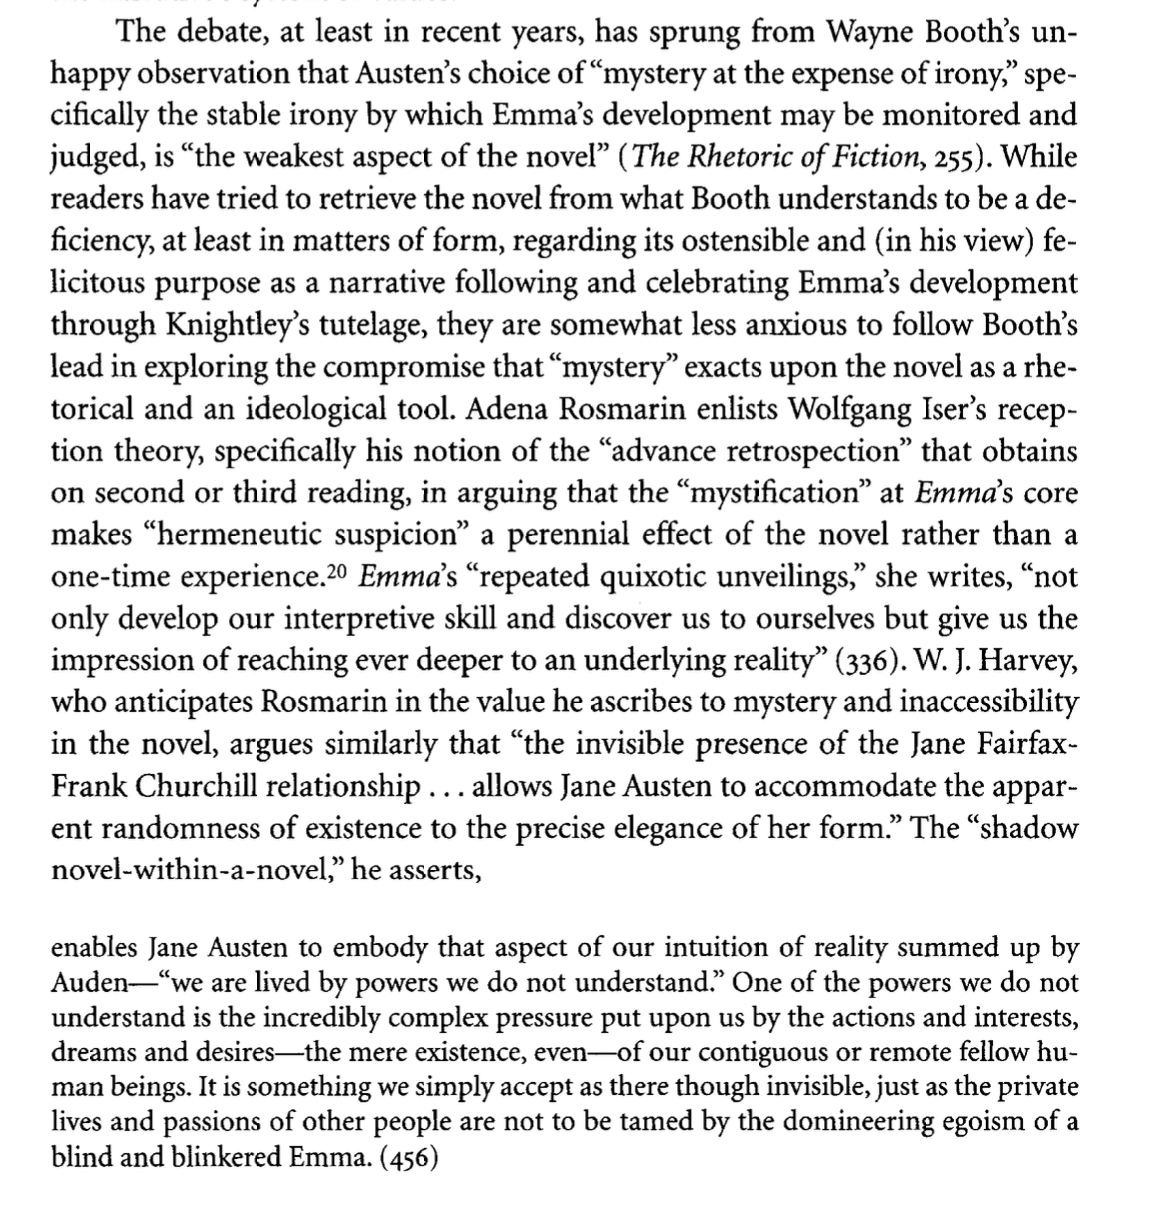 The debate, at least in recent years, has sprung from Wayne Booth’s un-
happy observation that Austen’s choice of “mystery at the expense of irony,” spe-
cifically the stable irony by which Emma’s development may be monitored and
judged, is “the weakest aspect of the novel” (The Rhetoric of Fiction, 255). While
readers have tried to retrieve the novel from what Booth understands to be a de-
ficiency, at least in matters of form, regarding its ostensible and (in his view) fe-
licitous purpose as a narrative following and celebrating Emma’s development
through Knightley’s tutelage, they are somewhat less anxious to follow Booth’s
lead in exploring the compromise that “mystery” exacts upon the novel as a rhe-
torical and an ideological tool. Adena Rosmarin enlists Wolfgang Iser’s recep-
tion theory, specifically his notion of the “advance retrospection” that obtains
on second or third reading, in arguing that the “mystification” at Emma’s core
makes “hermeneutic suspicion” a perennial effect of the novel rather than a
one-time experience.²⁰ Emma’s “repeated quixotic unveilings,” she writes, “not
only develop our interpretive skill and discover us to ourselves but give us the
impression of reaching ever deeper to an underlying reality” (336). W. J. Harvey,
who anticipates Rosmarin in the value he ascribes to mystery and inaccessibility
in the novel, argues similarly that “the invisible presence of the Jane Fairfax-
Frank Churchill relationship . . . allows Jane Austen to accommodate the appar-
ent randomness of existence to the precise elegance of her form.” The “shadow
novel-within-a-novel,” he asserts,
enables Jane Austen to embody that aspect of our intuition of reality summed up by
Auden—“we are lived by powers we do not understand.” One of the powers we do not
understand is the incredibly complex pressure put upon us by the actions and interests,
dreams and desires—the mere existence, even—of our contiguous or remote fellow hu-
man beings. It is something we simply accept as there though invisible, just as the private
lives and passions of other people are not to be tamed by the domineering egoism of a
blind and blinkered Emma. (456)